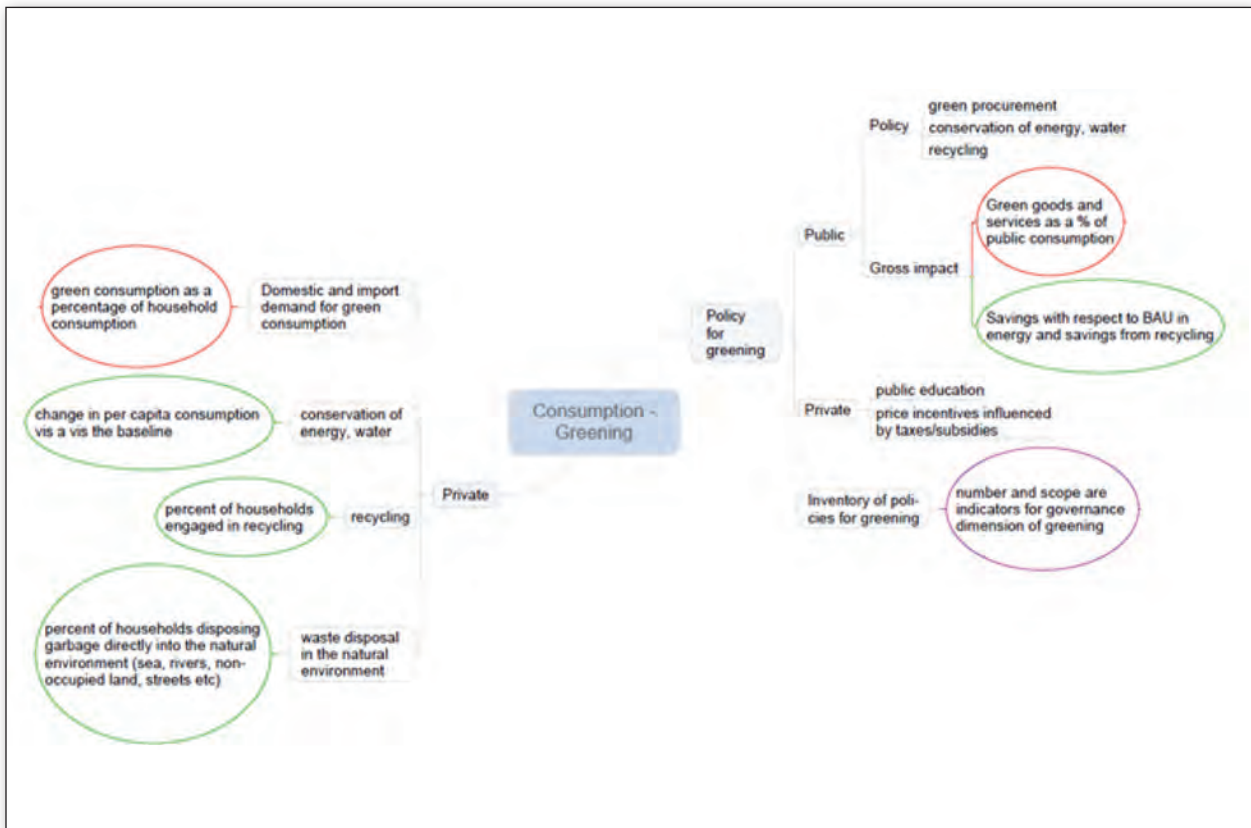 green procurement
Policy
conservation of energy, water
recycling
Green goods and
services as a % of
public consumption
Public
Gross impact
Savings with respect to BAU in
energy and savings from recycling
Policy
for
greening
public education
Private
price incentives influenced
by taxes/subsidies
Inventory of poli-
cies for greening
number and scope are
indicators for governance
dimension of greening
Consumption -
Greening
green consumption as a
percentage of household
consumption
Domestic and import
demand for green
consumption
change in per capita consumption
vis a vis the baseline
conservation of
energy, water
Private
percent of households
engaged in recycling
recycling
percent of households disposing
garbage directly into the natural
environment (sea, rivers, non-
occupied land, streets etc)
waste disposal
in the natural
environment